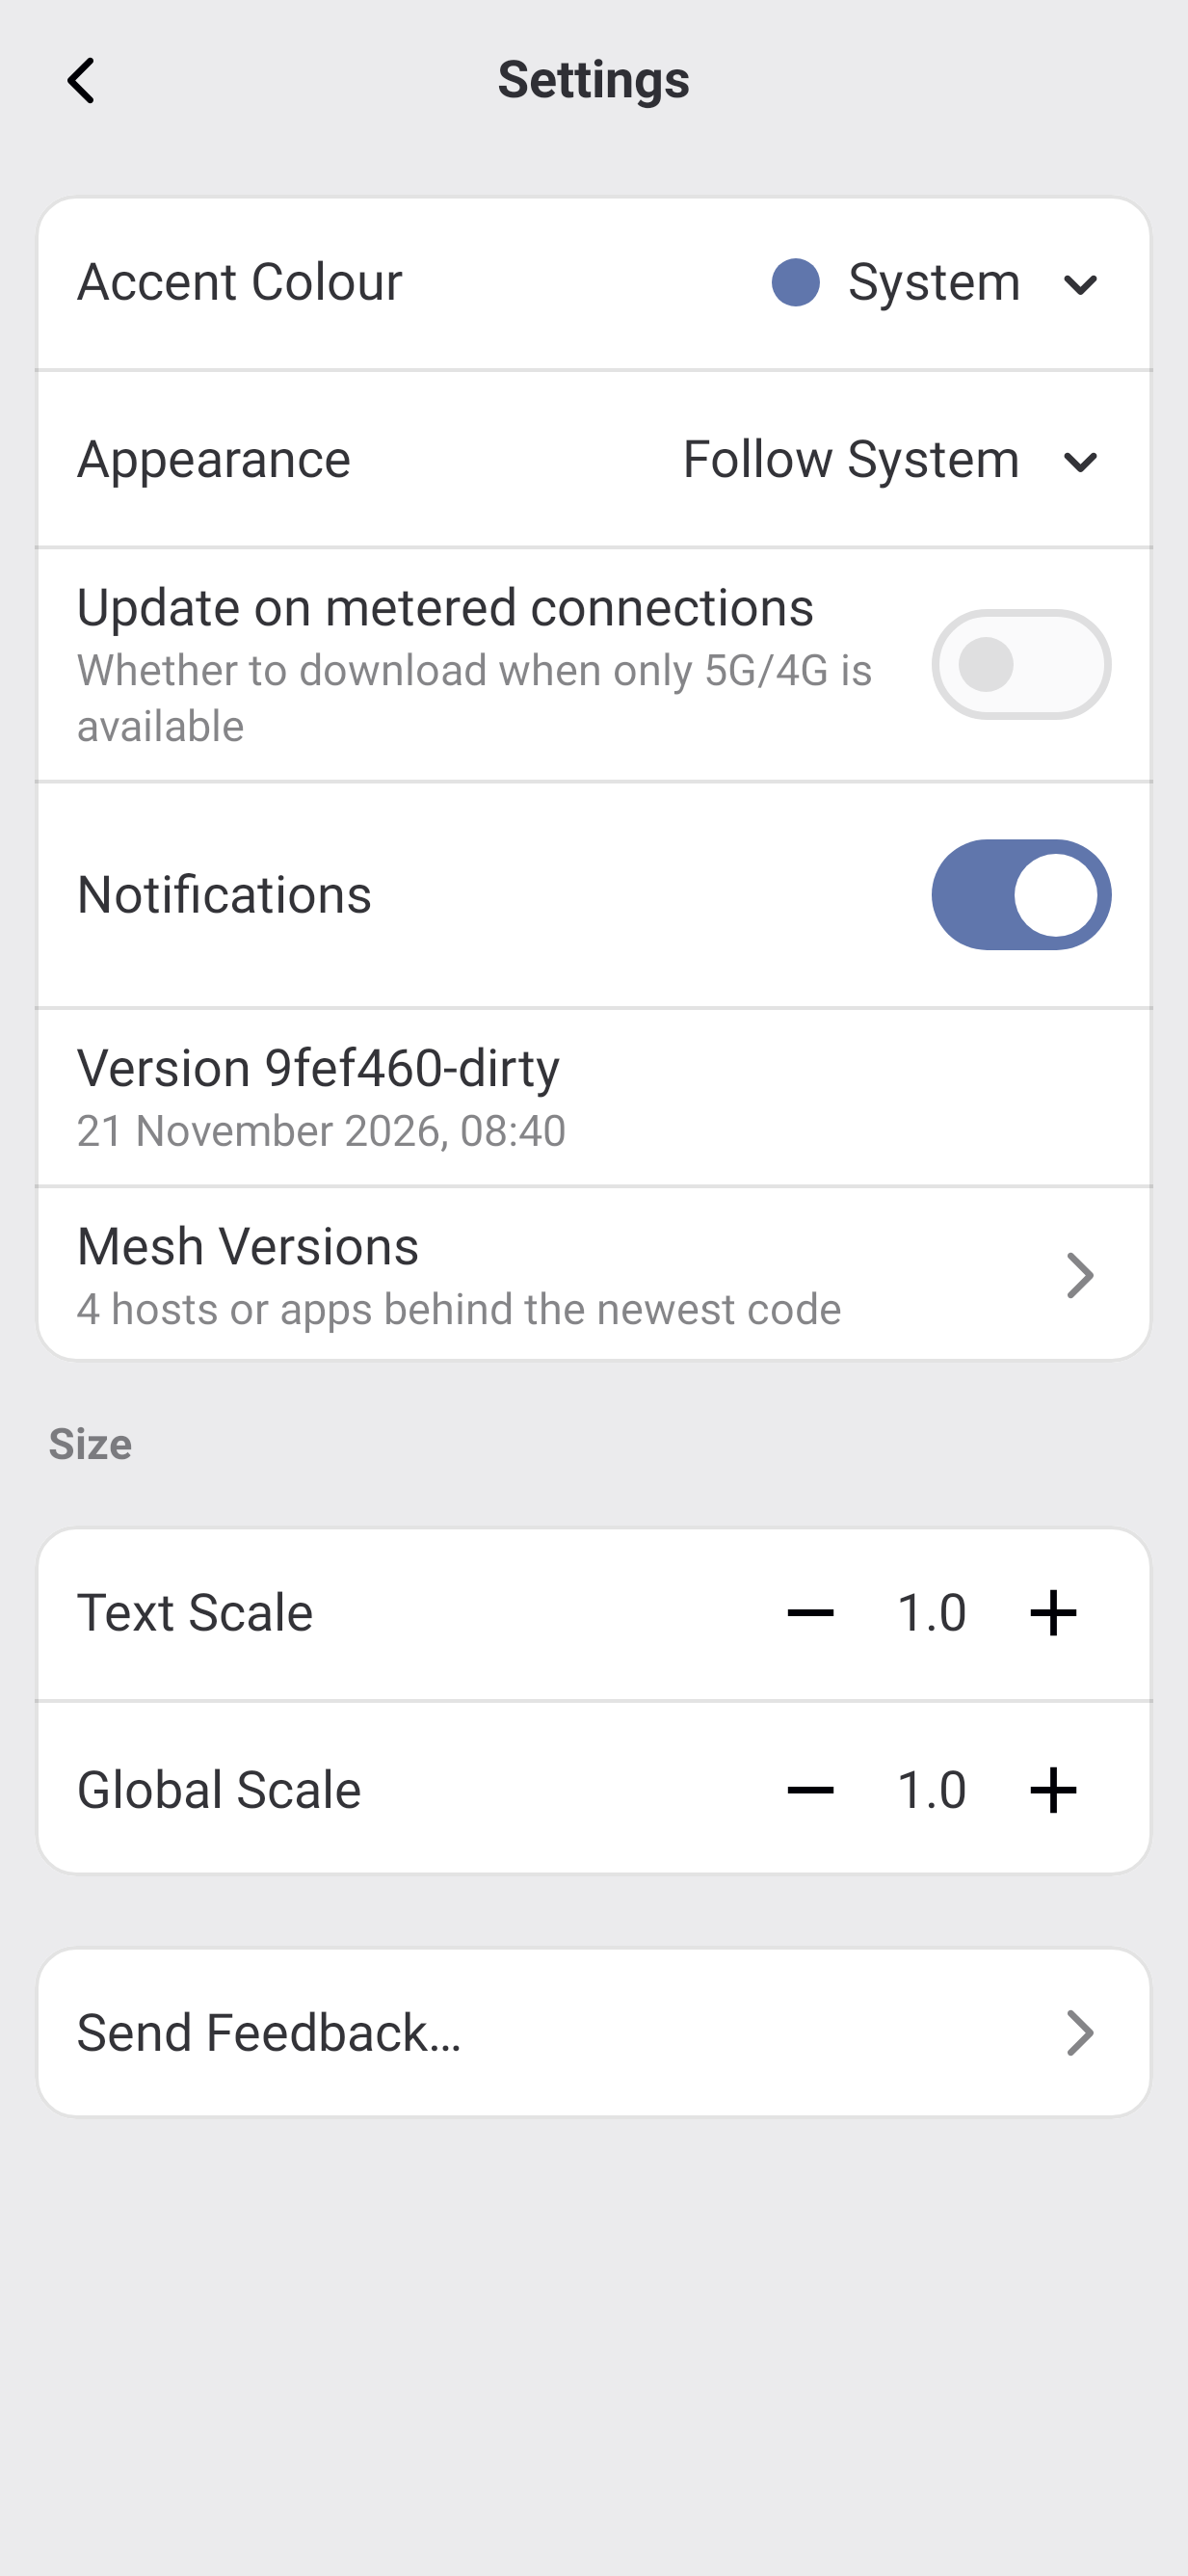 Settings
Accent Colour
System
Appearance
Follow System
Update on metered connections
Whether to download when only 5G/4G is
available
Notifications
Version 9fef460-dirty
21 November 2026, 08:40
Mesh Versions
4 hosts or apps behind the newest code
Size
Text Scale
1.0
Global Scale
1.0
Send Feedback…